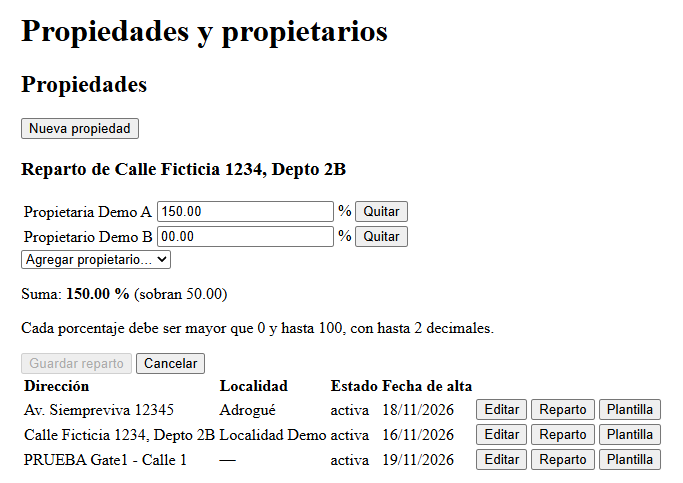 Propiedades y propietarios
Propiedades
Nueva propiedad
Reparto de Calle Ficticia 1234, Depto 2B
Propietaria Demo A 150.00 % Quitar
Propietario Demo B 00.00 % Quitar
Agregar propietario...
Suma: 150.00 % (sobran 50.00)
Cada porcentaje debe ser mayor que 0 y hasta 100, con hasta 2 decimales.
Guardar reparto Cancelar
Dirección Localidad Estado Fecha de alta
Av. Siempreviva 12345 Adrogué activa 18/11/2026 Editar Reparto Plantilla
Calle Ficticia 1234, Depto 2B Localidad Demo activa 16/11/2026 Editar Reparto Plantilla
PRUEBA Gate1 - Calle 1 — activa 19/11/2026 Editar Reparto Plantilla